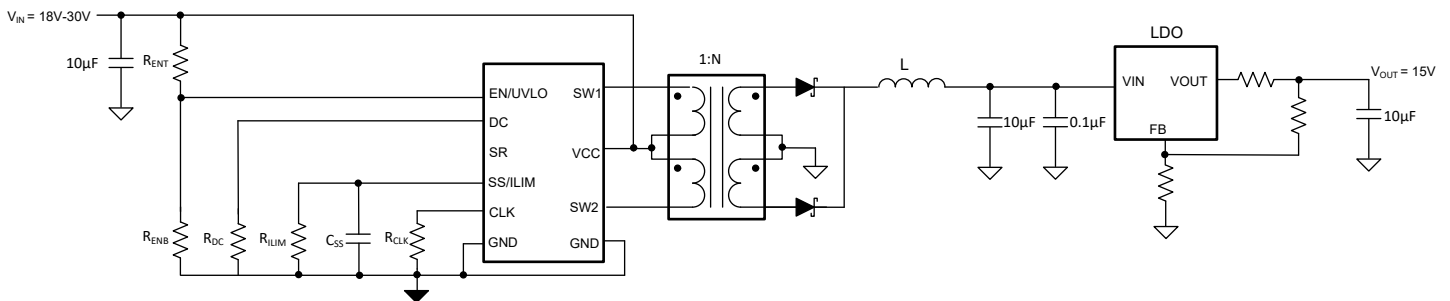 V_IN = 18V-30V
10µF
R_ENT
R_ENB
R_DC
R_ILIM
C_SS
R_CLK
EN/UVLO
DC
SR
SS/ILIM
CLK
GND
SW1
VCC
SW2
GND
1:N
L
10µF
0.1µF
LDO
VIN
VOUT
FB
V_OUT = 15V
10µF